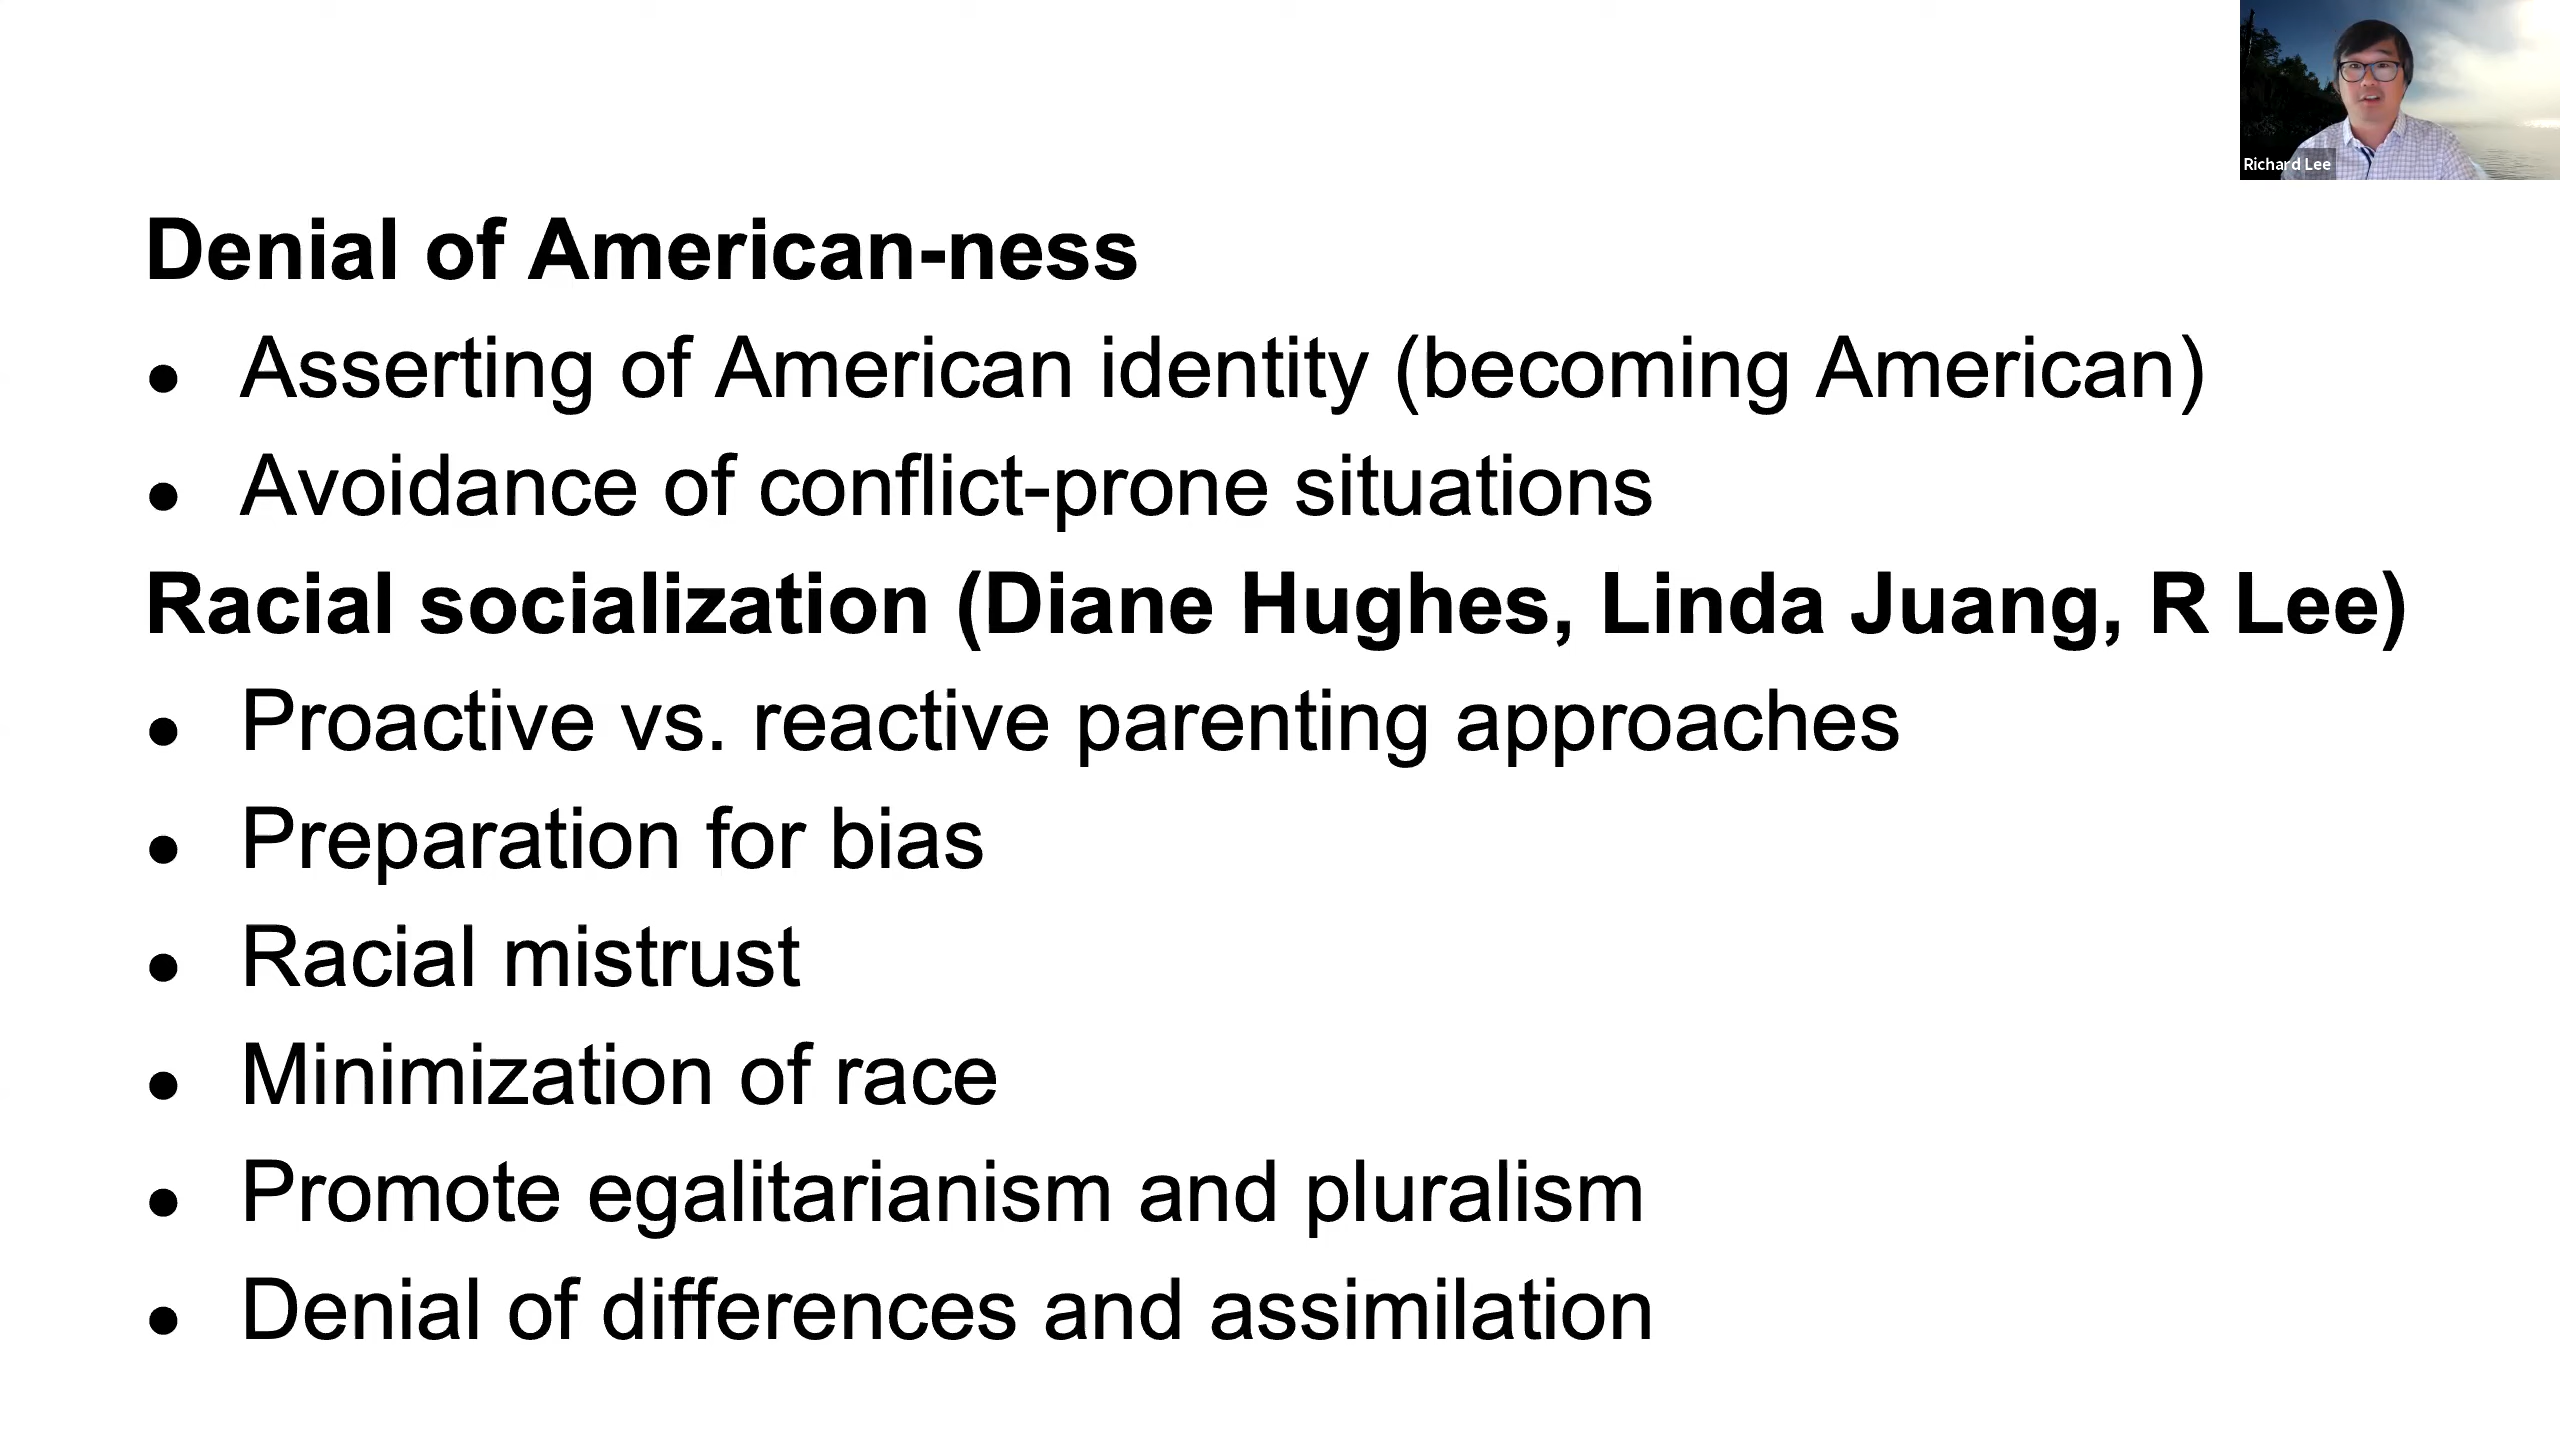 Richard Lee
Denial of American-ness
● Asserting of American identity (becoming American)
● Avoidance of conflict-prone situations
Racial socialization (Diane Hughes, Linda Juang, R Lee)
● Proactive vs. reactive parenting approaches
● Preparation for bias
● Racial mistrust
● Minimization of race
● Promote egalitarianism and pluralism
● Denial of differences and assimilation